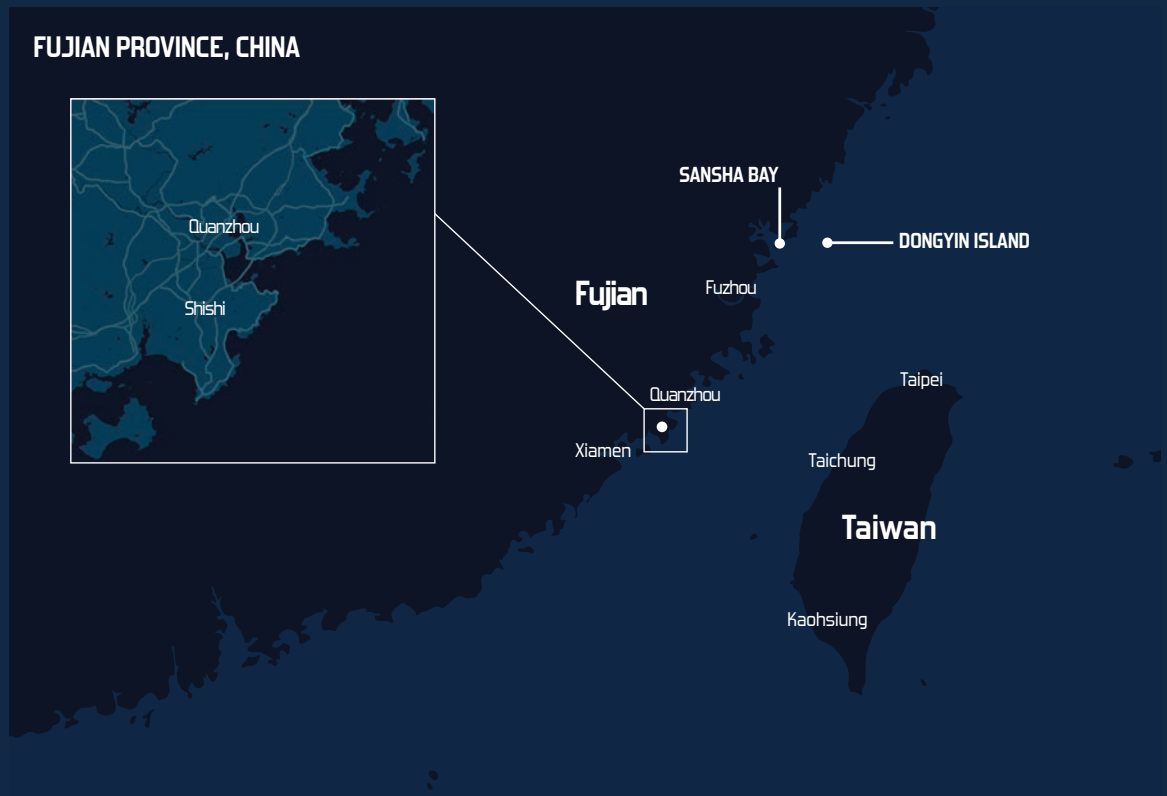 FUJIAN PROVINCE, CHINA
SANSHA BAY
Quanzhou
DONGYIN ISLAND
Fujian
Fuzhou
Shishi
Taipei
Quanzhou
Xiamen
Taichung
Taiwan
Kaohsiung